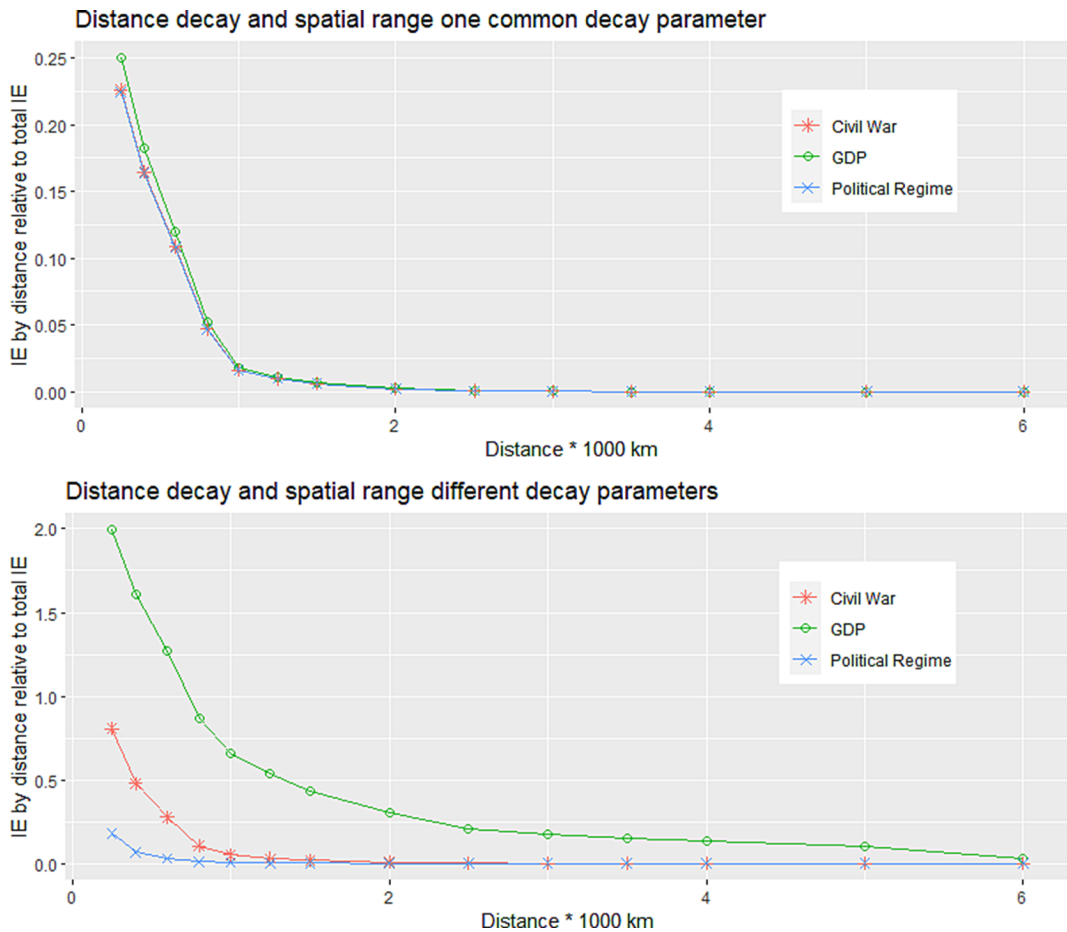 Distance decay and spatial range one common decay parameter
IE by distance relative to total IE
0.25
0.20
0.15
0.10
0.05
0.00
Civil War
GDP
Political Regime
0 2 4 6
Distance * 1000 km
Distance decay and spatial range different decay parameters
IE by distance relative to total IE
2.0
1.5
1.0
0.5
0.0
Civil War
GDP
Political Regime
0 2 4 6
Distance * 1000 km